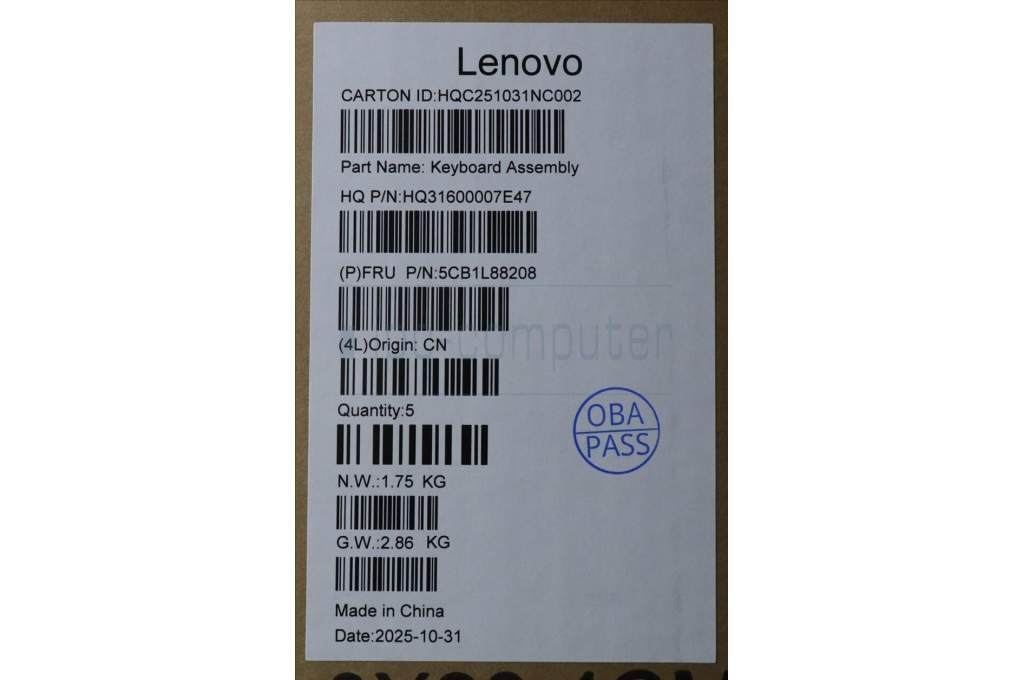 Lenovo
CARTON ID:HQC251031NC002
Part Name: Keyboard Assembly
HQ P/N:HQ31600007E47
(P)FRU P/N:5CB1L88208
(4L)Origin: CN
computer
Quantity:5
OBA
PASS
N.W.:1.75 KG
G.W.:2.86 KG
Made in China
Date:2025-10-31